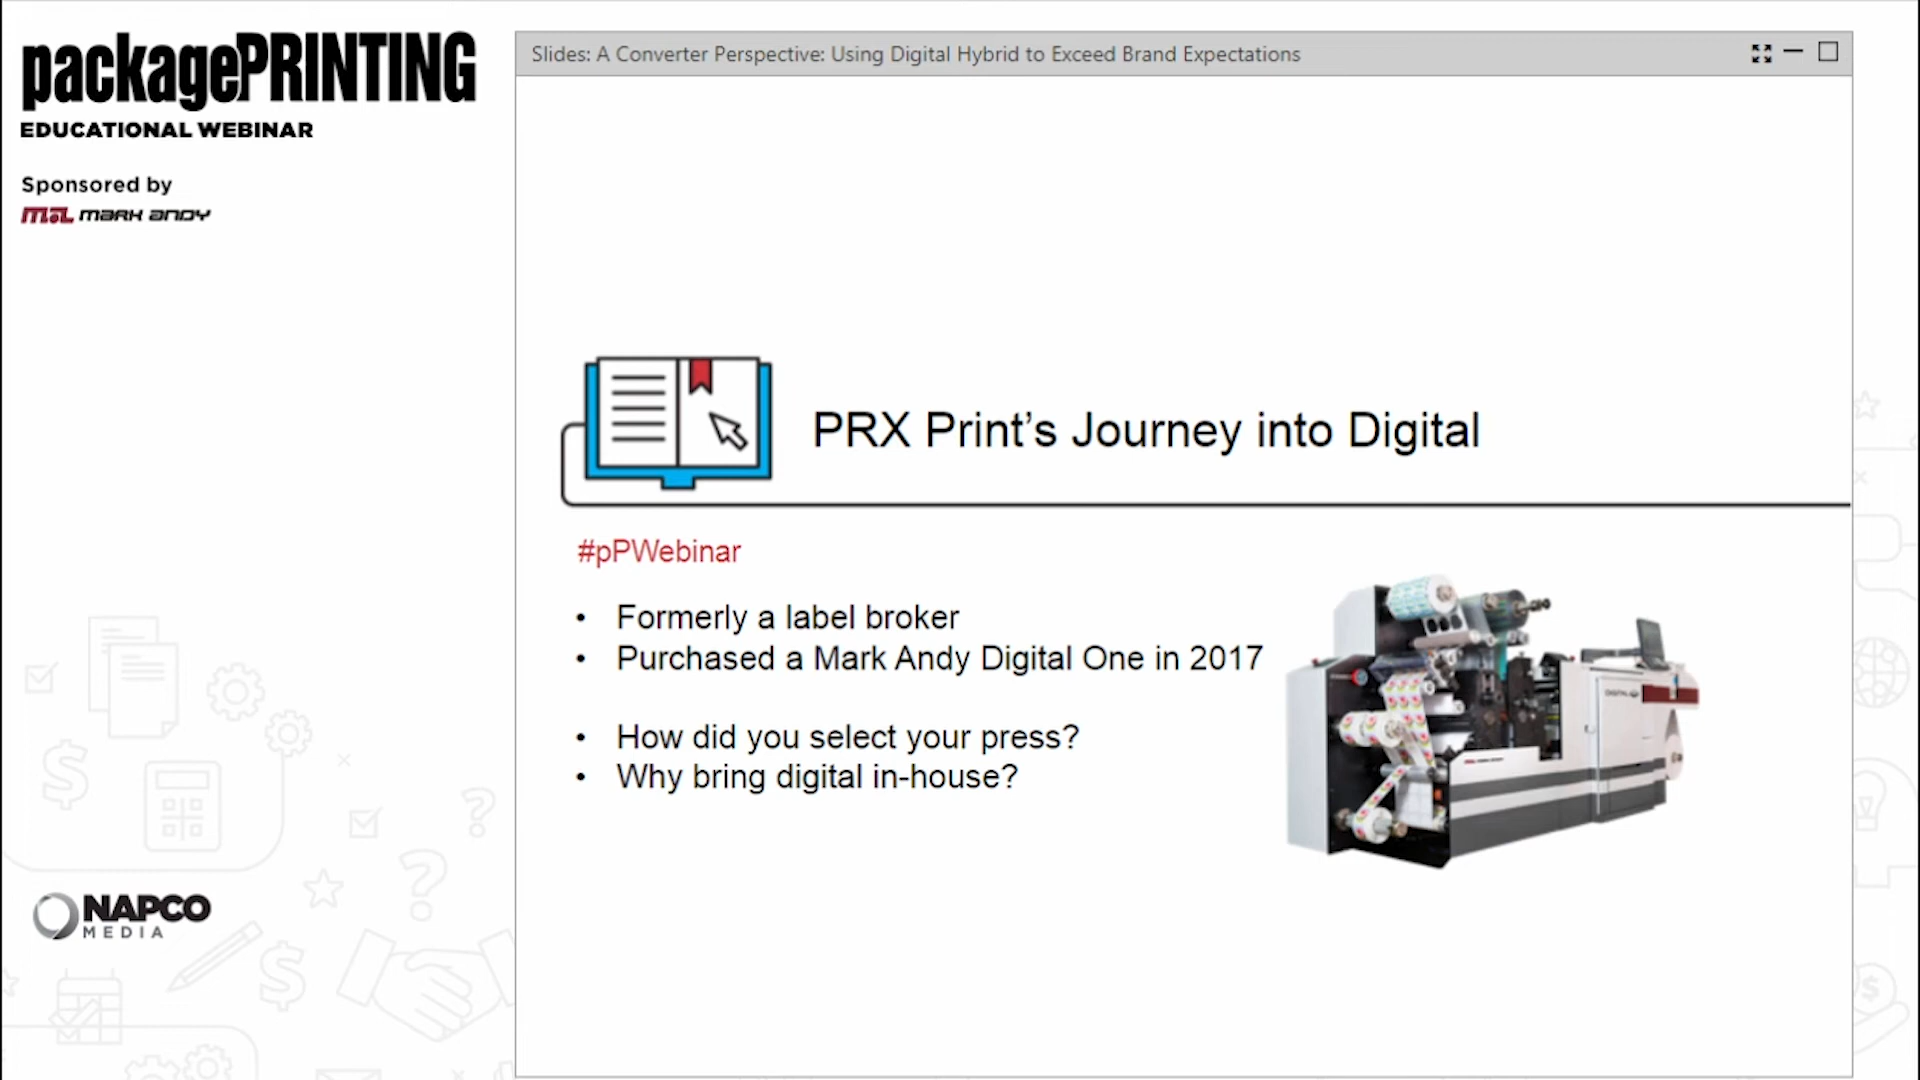 packagePRINTING
EDUCATIONAL WEBINAR
Sponsored by
MAL MARK ANDY
NAPCO
MEDIA
Slides: A Converter Perspective: Using Digital Hybrid to Exceed Brand Expectations
PRX Print’s Journey into Digital
#pPWebinar
• Formerly a label broker
• Purchased a Mark Andy Digital One in 2017
• How did you select your press?
• Why bring digital in-house?
DIGITAL